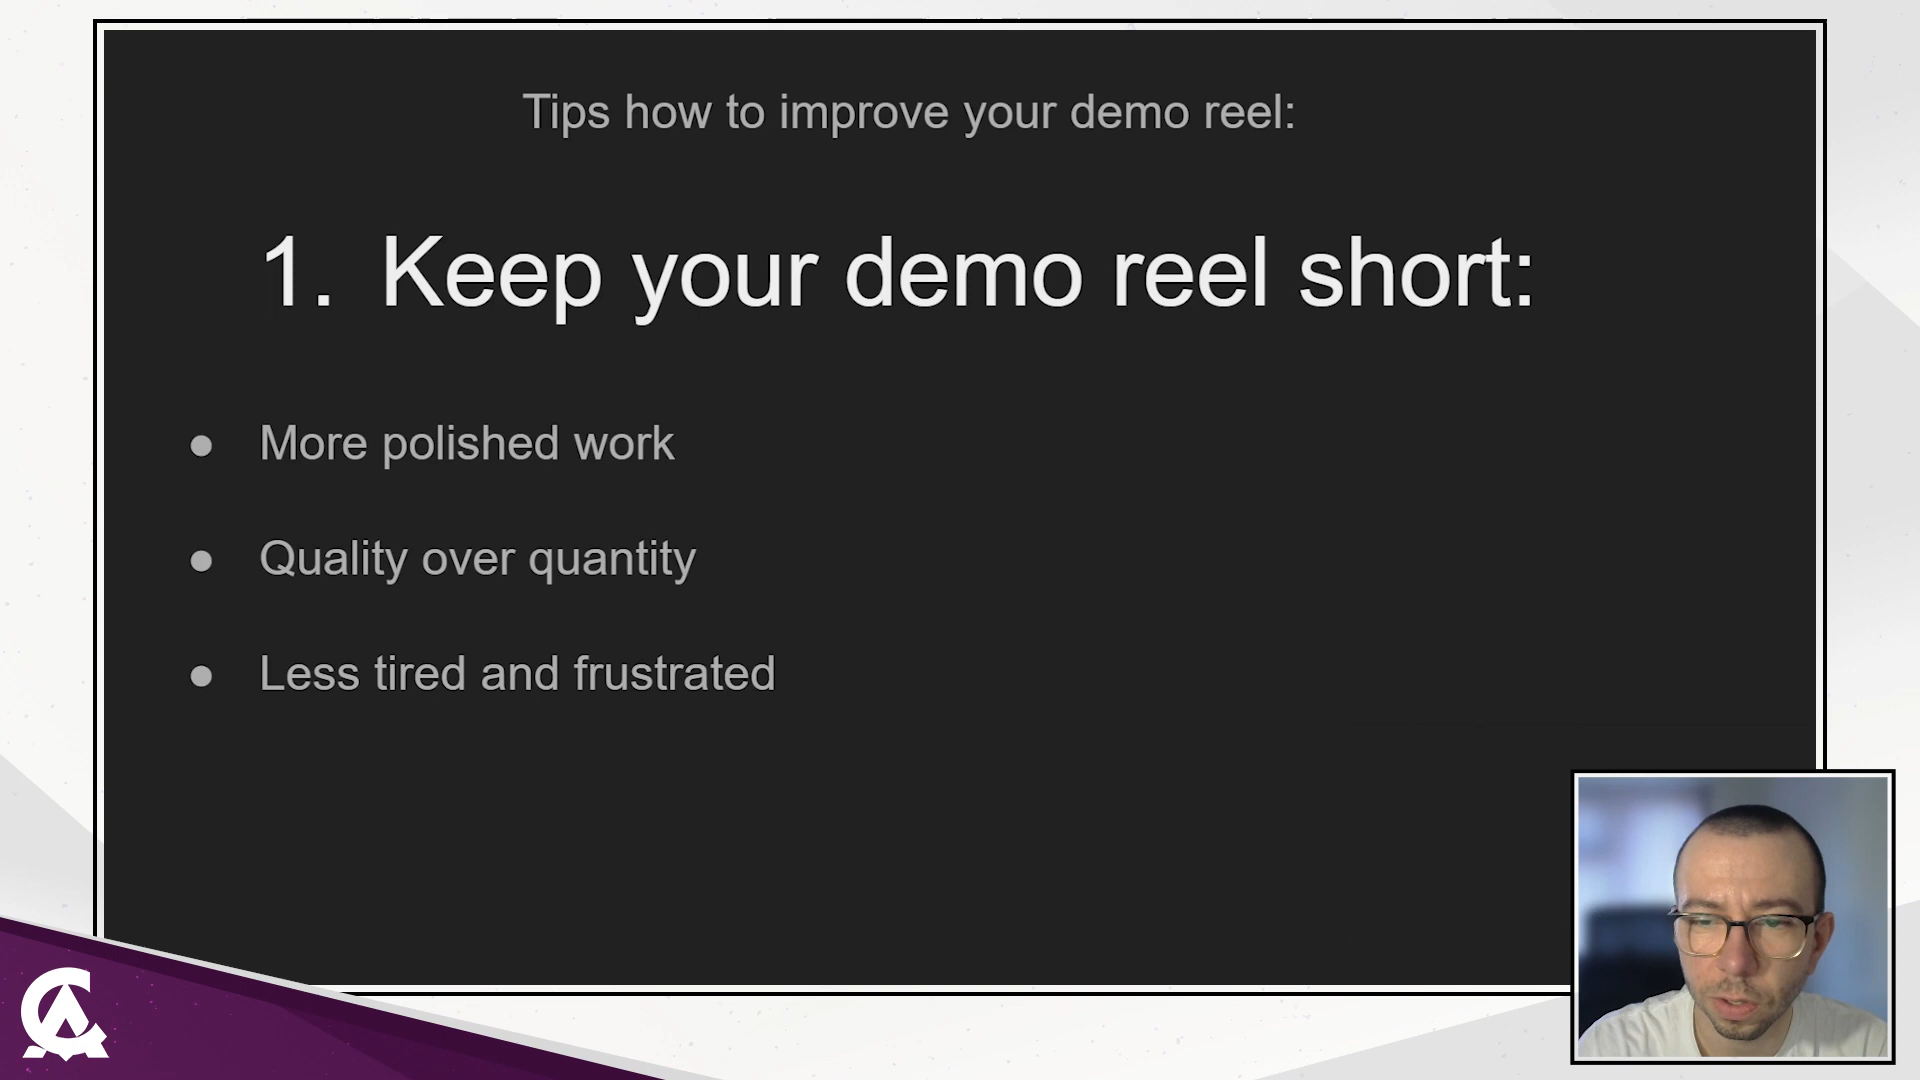 Tips how to improve your demo reel:
1. Keep your demo reel short:
● More polished work
● Quality over quantity
● Less tired and frustrated